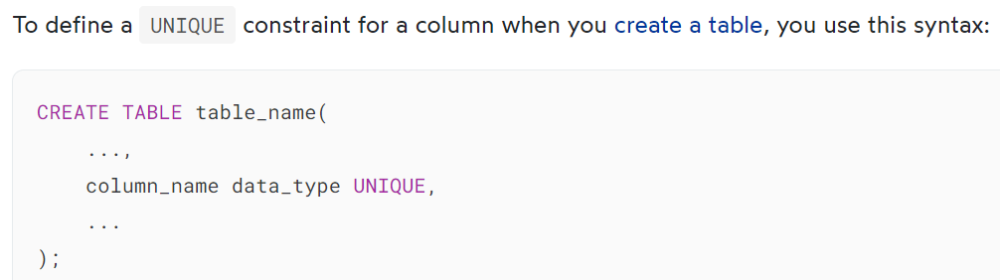 To define a UNIQUE constraint for a column when you create a table, you use this syntax:
CREATE TABLE table_name(
    ...,
    column_name data_type UNIQUE,
    ...
);